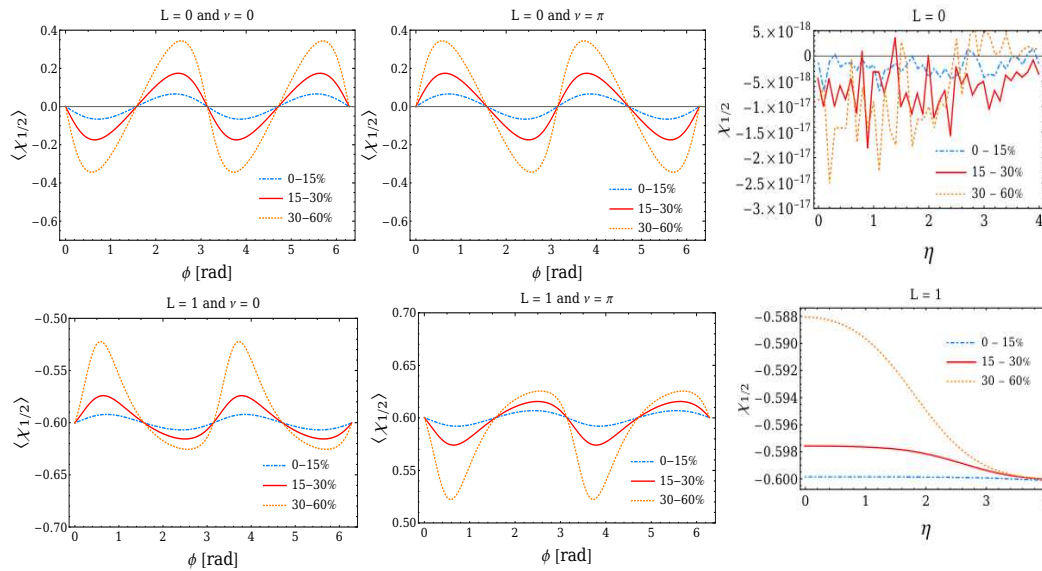 L = 0 and ν = 0
⟨χ1/2⟩
0.4
0.2
0.0
−0.2
−0.4
−0.6
0−15%
15−30%
30−60%
0 1 2 3 4 5 6
ϕ [rad]
L = 0 and ν = π
⟨χ1/2⟩
0.4
0.2
0.0
−0.2
−0.4
−0.6
0−15%
15−30%
30−60%
0 1 2 3 4 5 6
ϕ [rad]
L = 0
χ1/2
5.×10−18
0
−5.×10−18
−1.×10−17
−1.5×10−17
−2.×10−17
−2.5×10−17
−3.×10−17
0 − 15%
15 − 30%
30 − 60%
0 1 2 3 4
η
L = 1 and ν = 0
⟨χ1/2⟩
−0.50
−0.55
−0.60
−0.65
−0.70
0−15%
15−30%
30−60%
0 1 2 3 4 5 6
ϕ [rad]
L = 1 and ν = π
⟨χ1/2⟩
0.70
0.65
0.60
0.55
0.50
0−15%
15−30%
30−60%
0 1 2 3 4 5 6
ϕ [rad]
L = 1
χ1/2
−0.588
−0.590
−0.592
−0.594
−0.596
−0.598
−0.600
0 − 15%
15 − 30%
30 − 60%
0 1 2 3
η